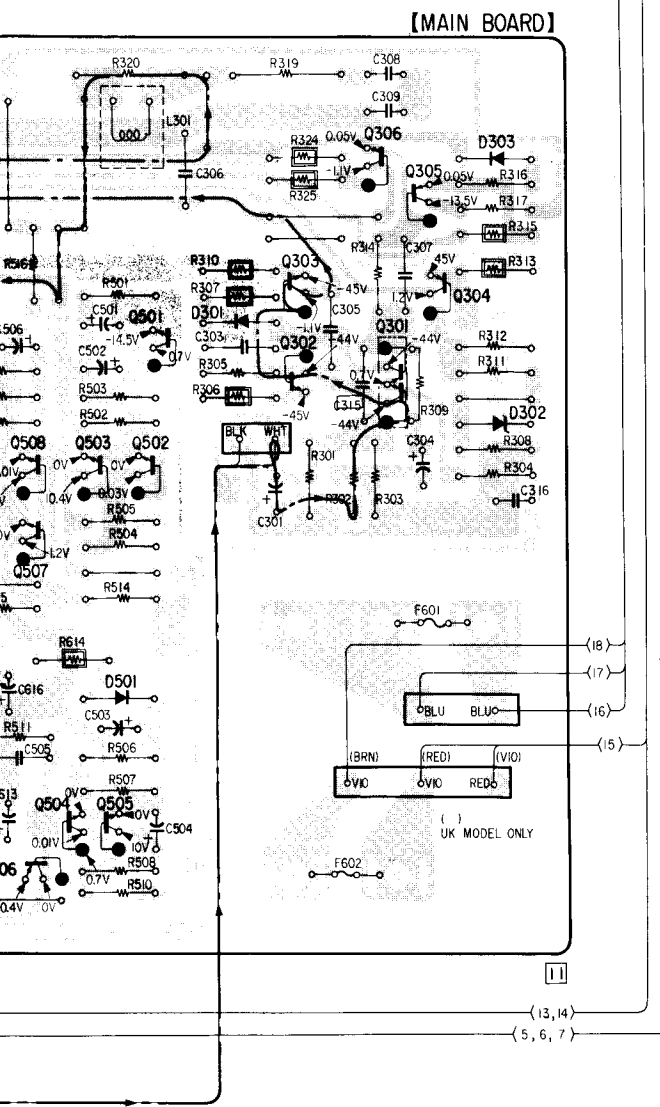 【MAIN BOARD】
R320
R319
C308
C309
L301
R324
0.05V
Q306
-1.1V
R325
C306
D303
Q305
0.05V
R316
-13.5V
R317
R315
R314
C307
R310
Q303
45V
R313
R516
R501
R307
-45V
1.2V
Q304
C501
Q501
D301
C305
-14.5V
-1.1V
Q301
C506
C303
Q302
-44V
-44V
R312
C502
0.7V
R305
R311
R503
R306
0.7V
-45V
C315
R309
R502
-44V
D302
BLK
WHT
Q508
Q503
Q502
C304
R308
0V
0V
R301
R304
0.4V
0.03V
C316
R505
C301
R302
R303
R504
1.2V
Q507
R514
F601
R614
⟨18⟩
⟨17⟩
C616
D501
BLU
BLU
⟨16⟩
C503
R511
⟨15⟩
C505
R506
(BRN)
(RED)
(VIO)
R507
VIO
VIO
RED
0V
Q504
Q505
10V
C504
( )
UK MODEL ONLY
0.01V
10V
R508
F602
0.7V
R510
0.4V
0V
11
⟨13,14⟩
⟨5, 6, 7⟩